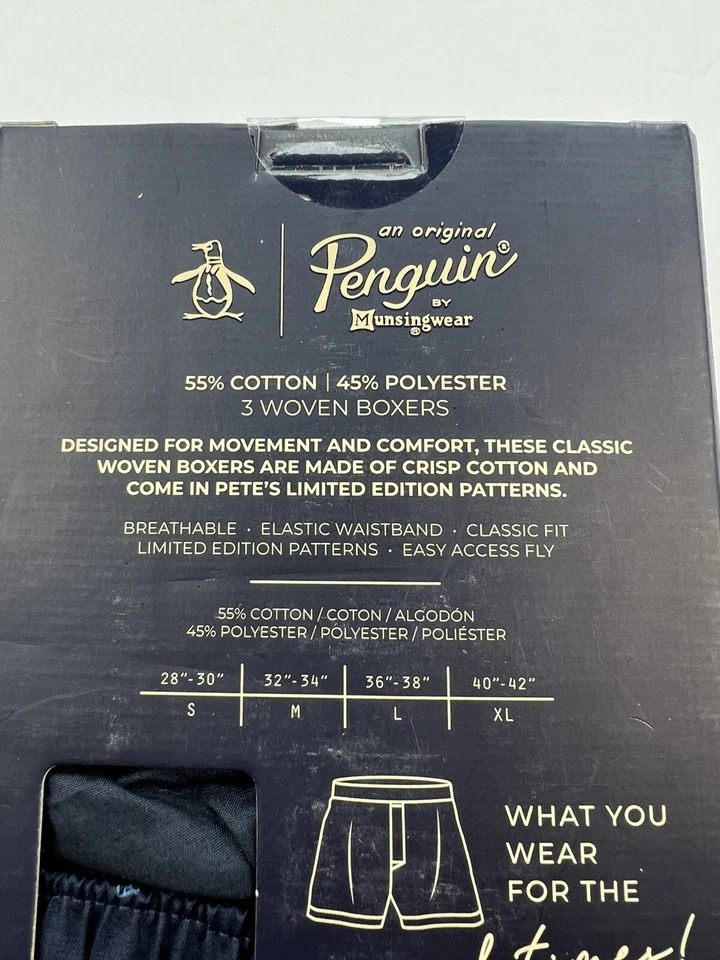 an original
Penguin®
BY
Munsingwear
®
55% COTTON | 45% POLYESTER
3 WOVEN BOXERS
DESIGNED FOR MOVEMENT AND COMFORT, THESE CLASSIC
WOVEN BOXERS ARE MADE OF CRISP COTTON AND
COME IN PETE'S LIMITED EDITION PATTERNS.
BREATHABLE · ELASTIC WAISTBAND · CLASSIC FIT
LIMITED EDITION PATTERNS · EASY ACCESS FLY
55% COTTON / COTON / ALGODÓN
45% POLYESTER / POLYESTER / POLIÉSTER
28"-30" 32"-34" 36"-38" 40"-42"
S M L XL
WHAT YOU
WEAR
FOR THE